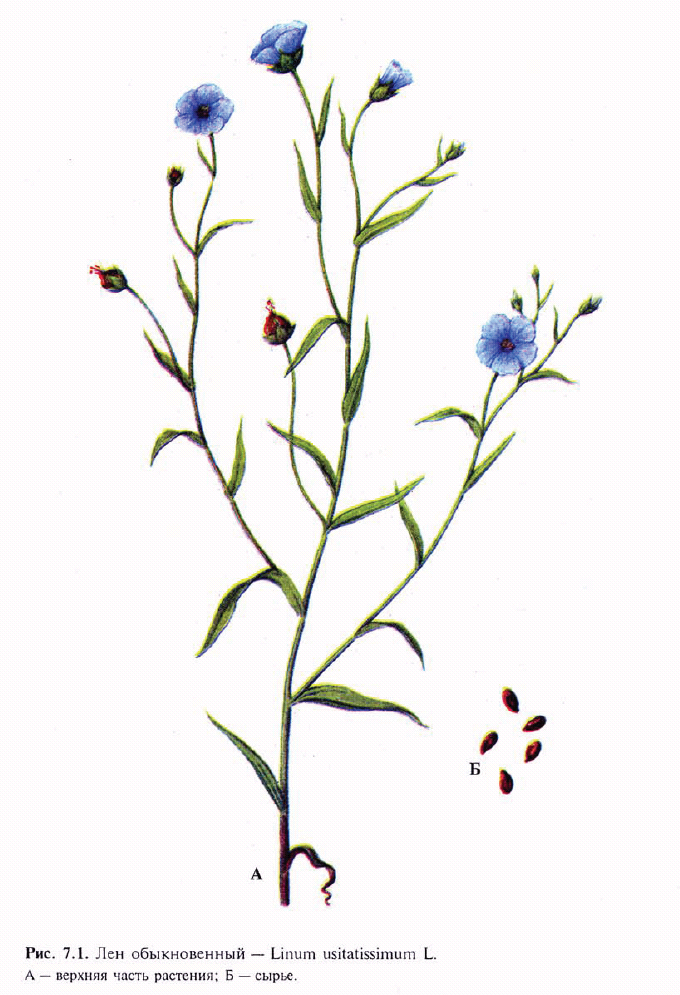 Б
А
Рис. 7.1. Лен обыкновенный — Linum usitatissimum L.
А — верхняя часть растения; Б — сырье.